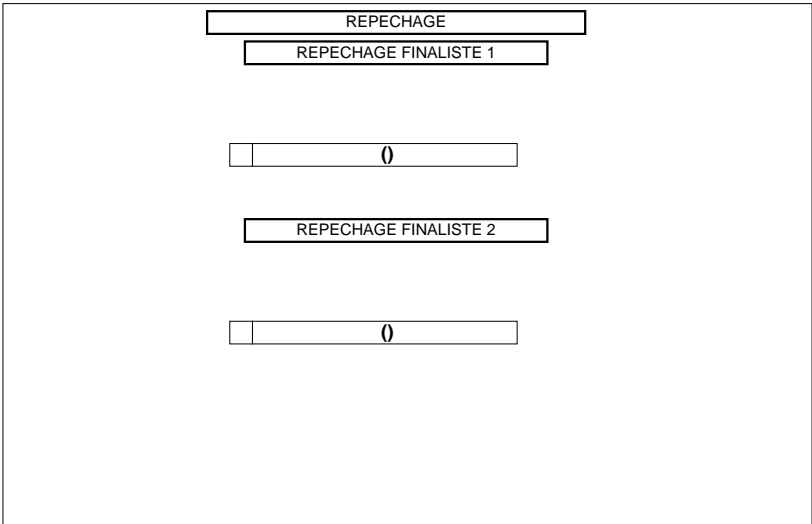 REPECHAGE
REPECHAGE FINALISTE 1
()
REPECHAGE FINALISTE 2
()